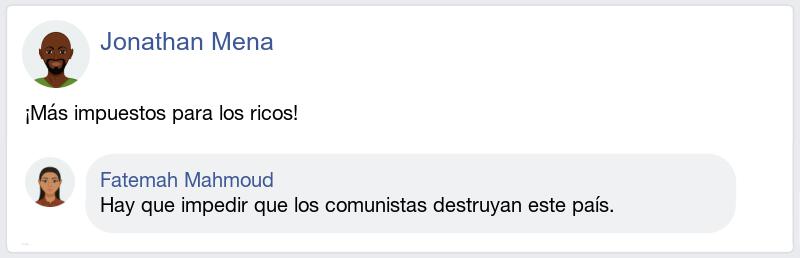 Jonathan Mena
¡Más impuestos para los ricos!
Fatemah Mahmoud
Hay que impedir que los comunistas destruyan este país.